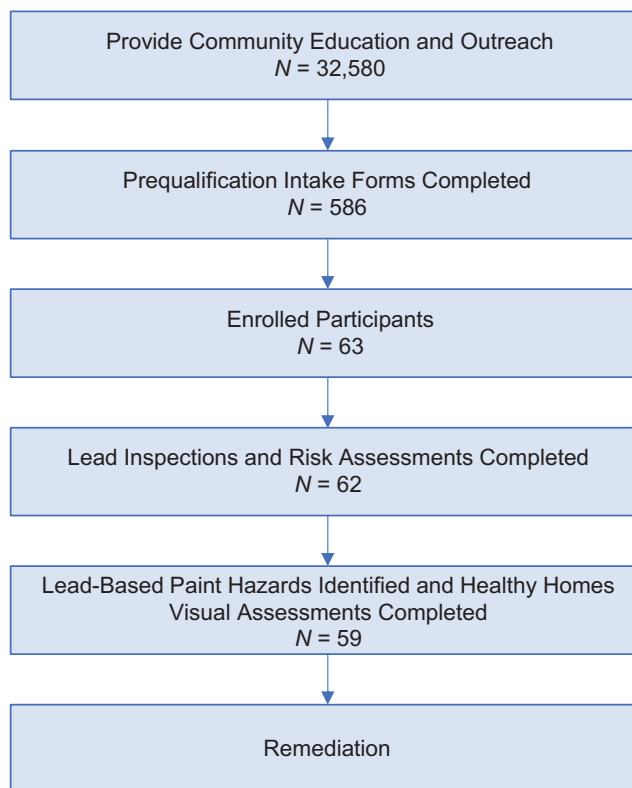 Provide Community Education and Outreach
N = 32,580
Prequalification Intake Forms Completed
N = 586
Enrolled Participants
N = 63
Lead Inspections and Risk Assessments Completed
N = 62
Lead-Based Paint Hazards Identified and Healthy Homes
Visual Assessments Completed
N = 59
Remediation